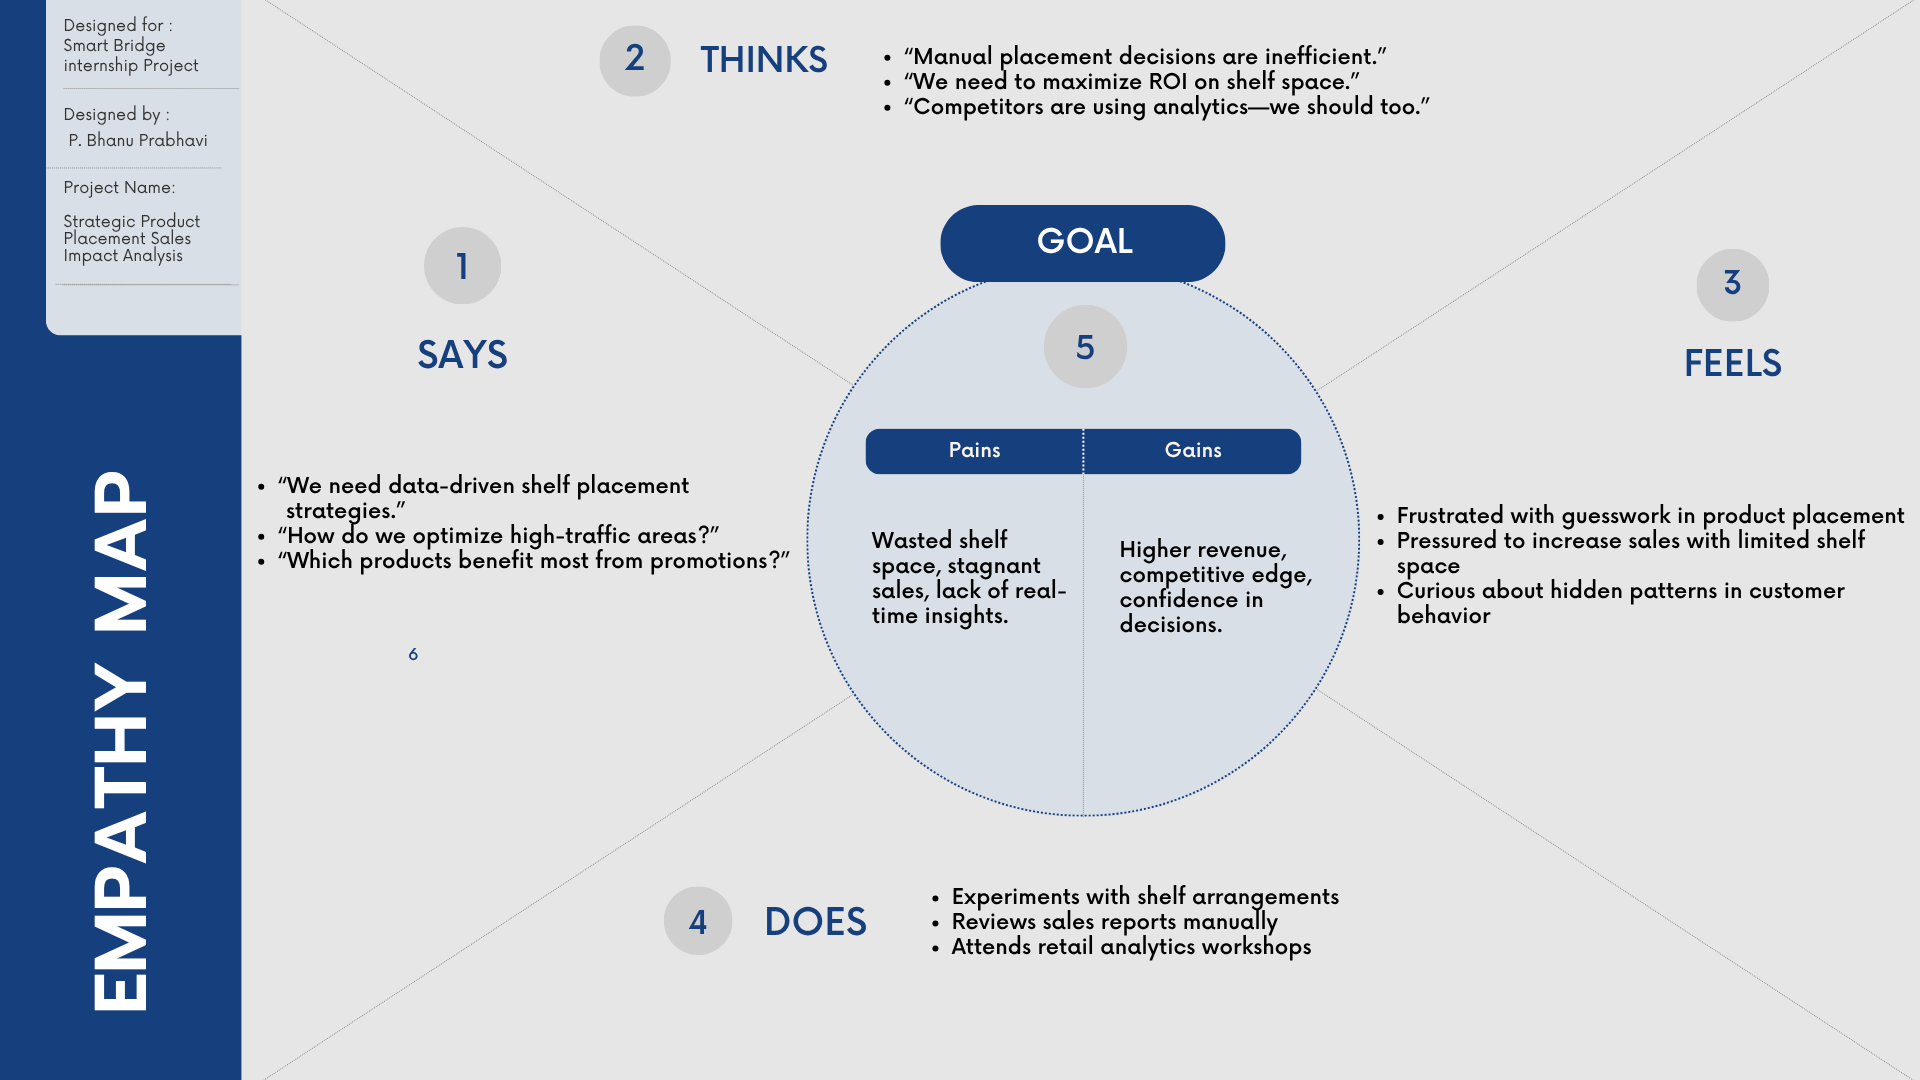 Designed for :
Smart Bridge
internship Project
Designed by :
P. Bhanu Prabhavi
Project Name:
Strategic Product
Placement Sales
Impact Analysis
EMPATHY MAP
1
SAYS
• “We need data-driven shelf placement
strategies.”
• “How do we optimize high-traffic areas?”
• “Which products benefit most from promotions?”
6
2
THINKS
• “Manual placement decisions are inefficient.”
• “We need to maximize ROI on shelf space.”
• “Competitors are using analytics—we should too.”
GOAL
5
Pains
Gains
Wasted shelf
space, stagnant
sales, lack of real-
time insights.
Higher revenue,
competitive edge,
confidence in
decisions.
3
FEELS
• Frustrated with guesswork in product placement
• Pressured to increase sales with limited shelf
space
• Curious about hidden patterns in customer
behavior
4
DOES
• Experiments with shelf arrangements
• Reviews sales reports manually
• Attends retail analytics workshops